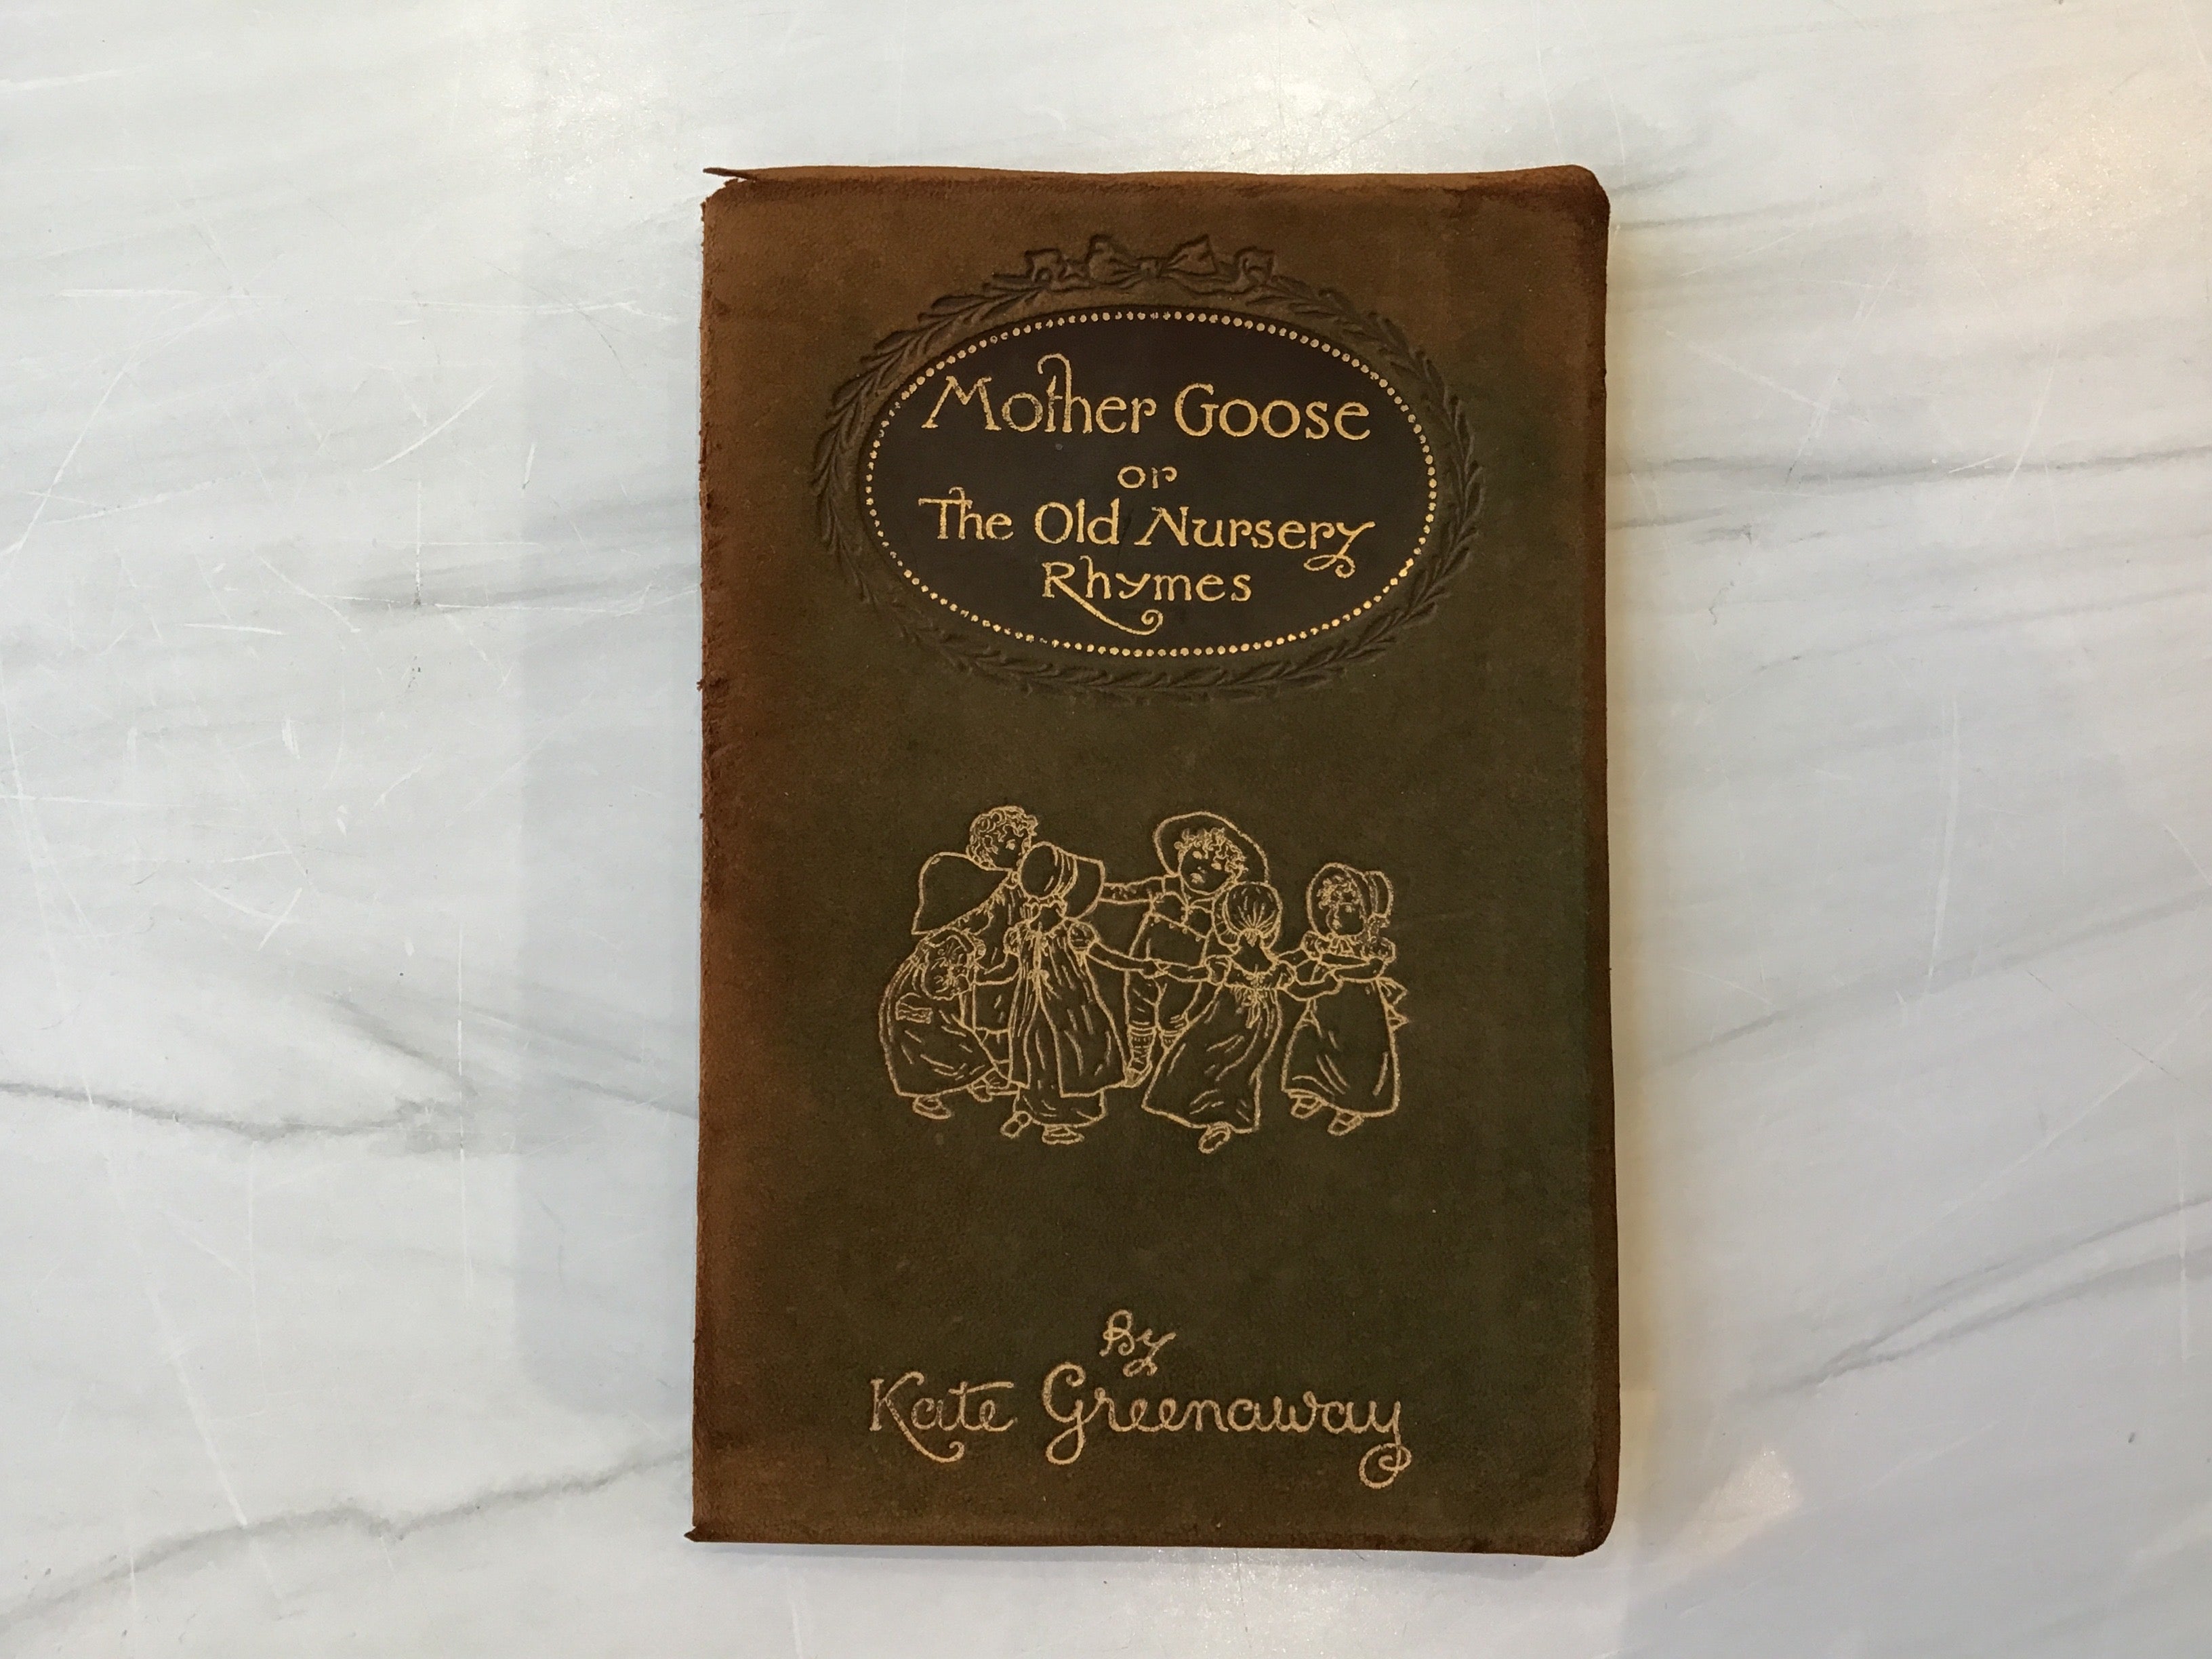 Mother Goose
or
The Old Nursery
Rhymes
By
Kate Greenaway